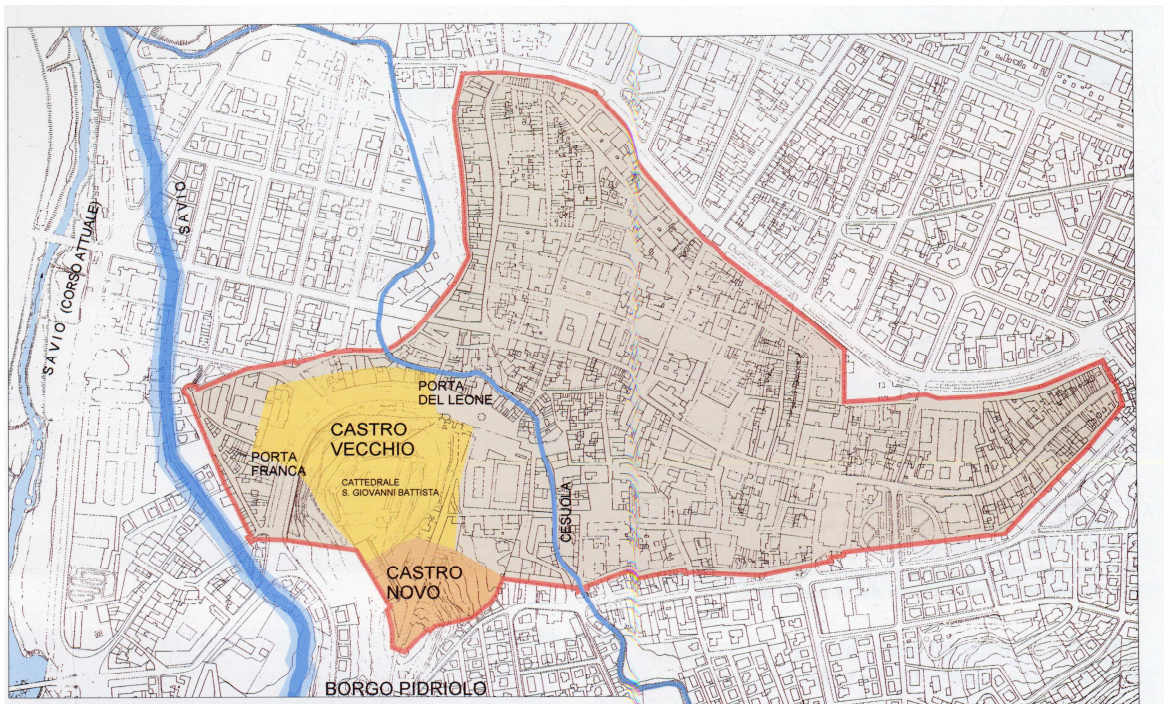 SAVIO
SAVIO (CORSO ATTUALE)
PORTA
DEL LEONE
CASTRO
VECCHIO
PORTA
FRANCA
CATTEDRALE
S. GIOVANNI BATTISTA
CESUOLA
CASTRO
NOVO
BORGO PIDRIOLO